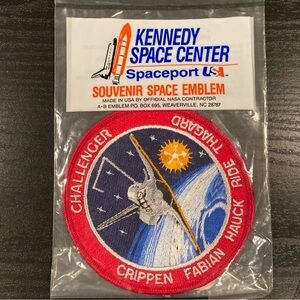 KENNEDY
SPACE CENTER
Spaceport USA
SOUVENIR SPACE EMBLEM
MADE IN USA BY OFFICIAL NASA CONTRACTOR
A-B EMBLEM P.O. BOX 695, WEAVERVILLE, NC 28787
CHALLENGER
CRIPPEN FABIAN HAUCK RIDE THAGARD